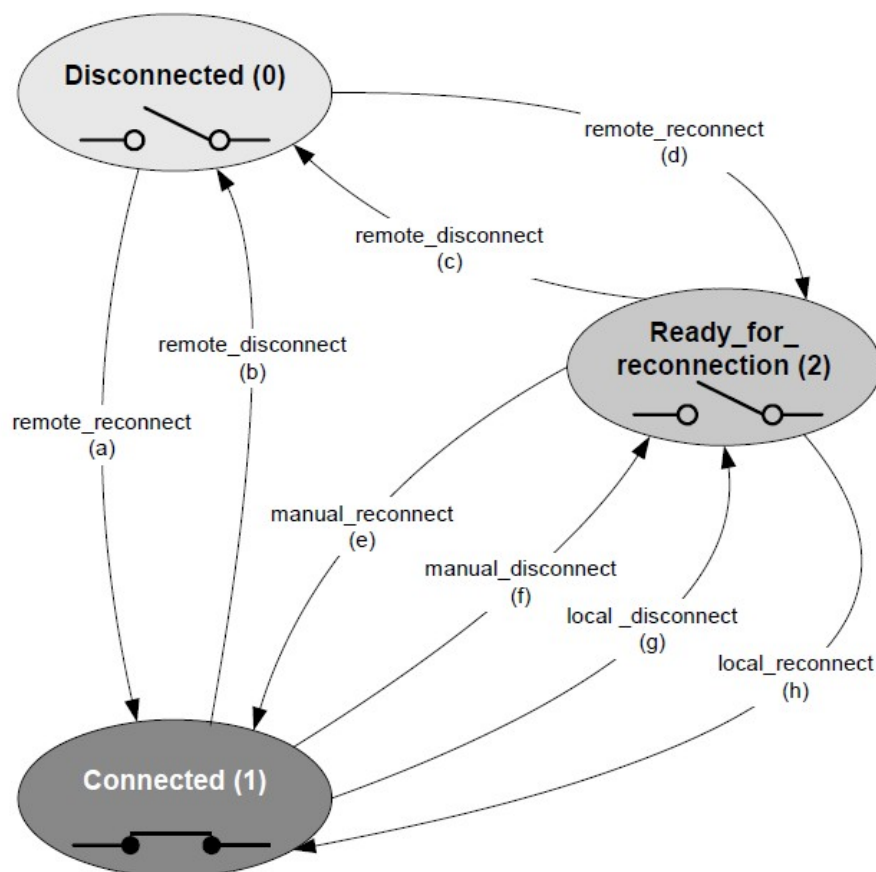 Disconnected (0)
remote_reconnect
(d)
remote_disconnect
(c)
Ready_for_
reconnection (2)
remote_disconnect
(b)
remote_reconnect
(a)
manual_reconnect
(e)
manual_disconnect
(f)
local _disconnect
(g)
local_reconnect
(h)
Connected (1)